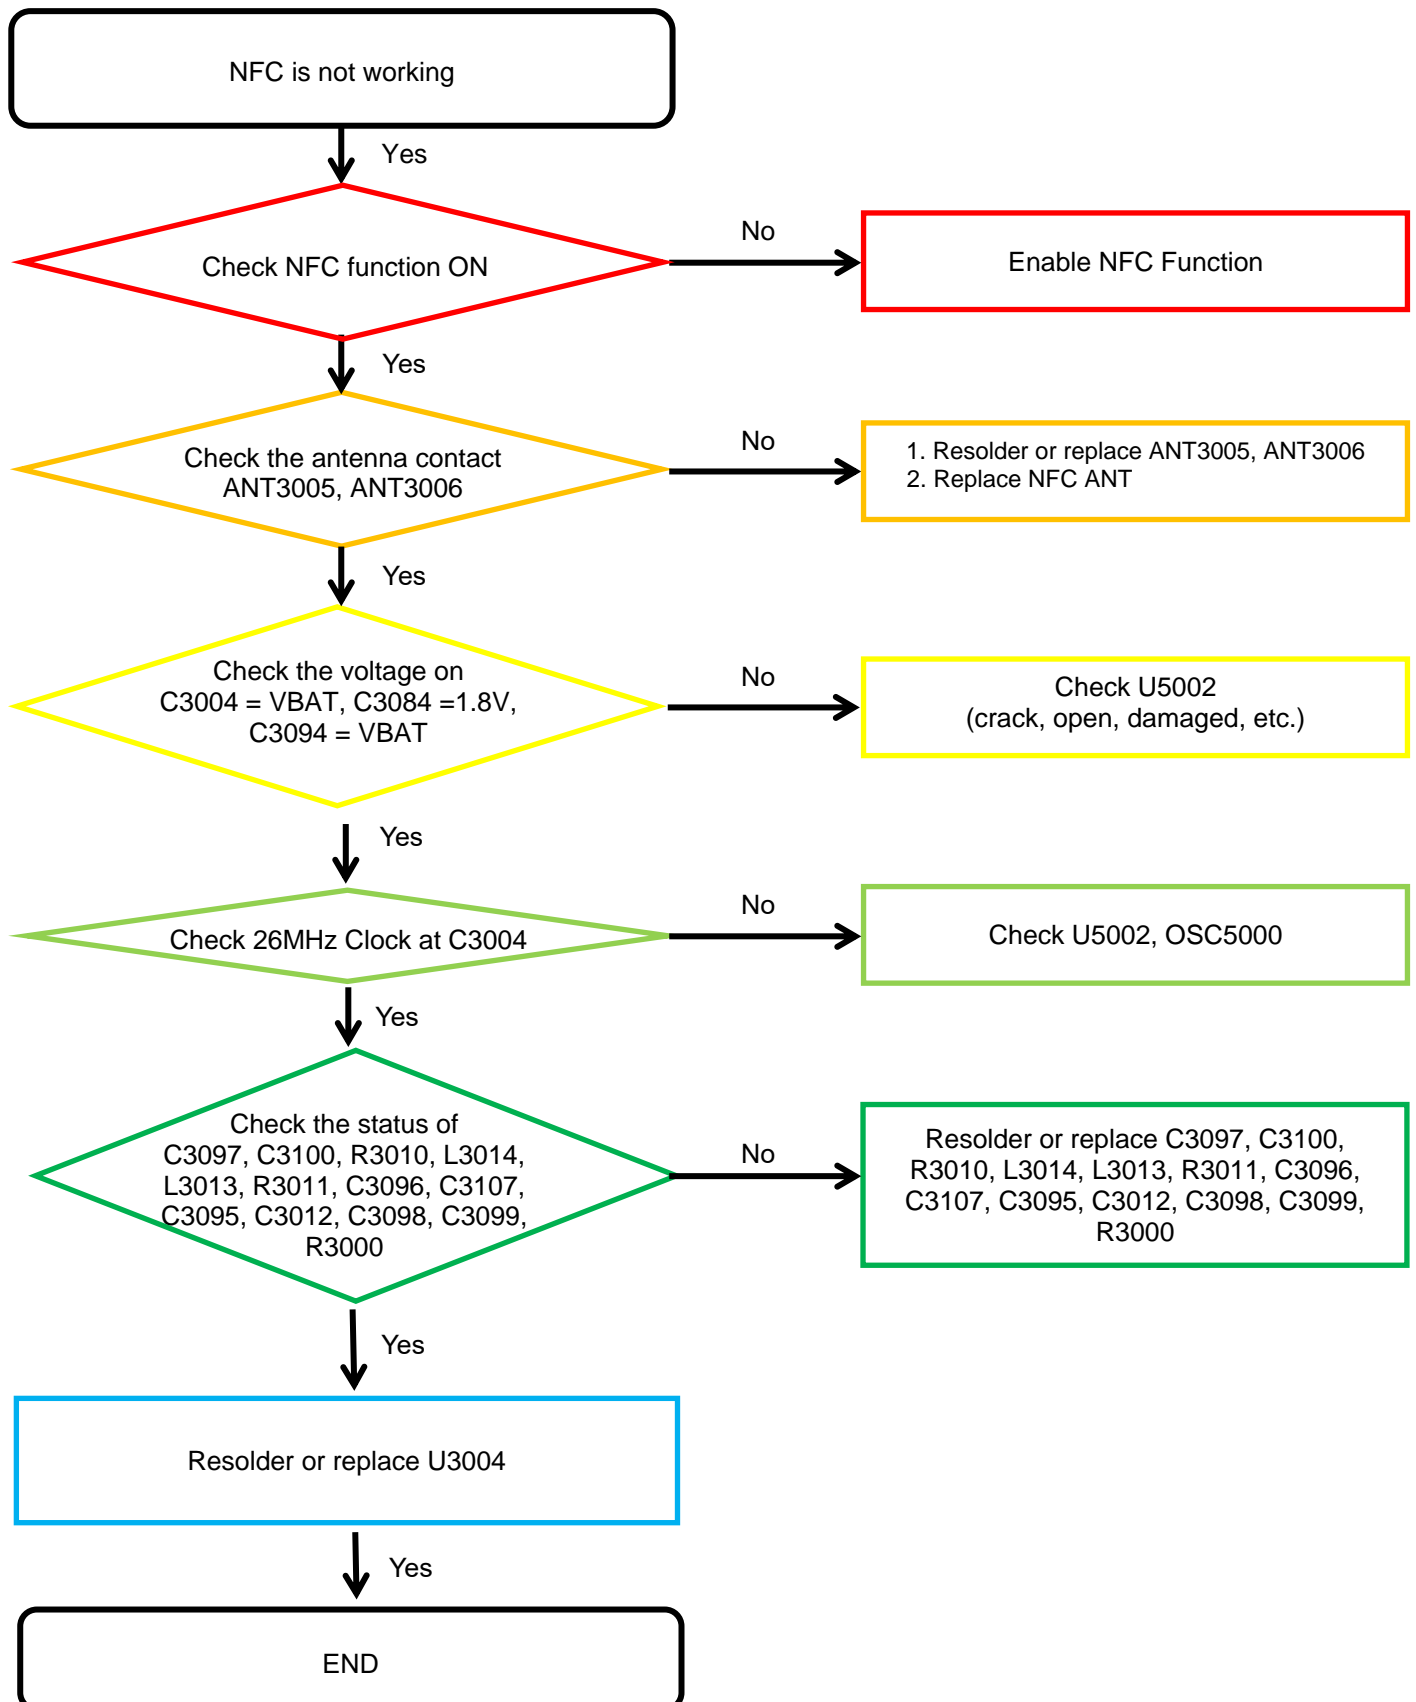 NFC is not working
Yes
Check NFC function ON
No
Enable NFC Function
Yes
Check the antenna contact
ANT3005, ANT3006
No
1. Resolder or replace ANT3005, ANT3006
2. Replace NFC ANT
Yes
Check the voltage on
C3004 = VBAT, C3084 =1.8V,
C3094 = VBAT
No
Check U5002
(crack, open, damaged, etc.)
Yes
Check 26MHz Clock at C3004
No
Check U5002, OSC5000
Yes
Check the status of
C3097, C3100, R3010, L3014,
L3013, R3011, C3096, C3107,
C3095, C3012, C3098, C3099,
R3000
No
Resolder or replace C3097, C3100,
R3010, L3014, L3013, R3011, C3096,
C3107, C3095, C3012, C3098, C3099,
R3000
Yes
Resolder or replace U3004
Yes
END